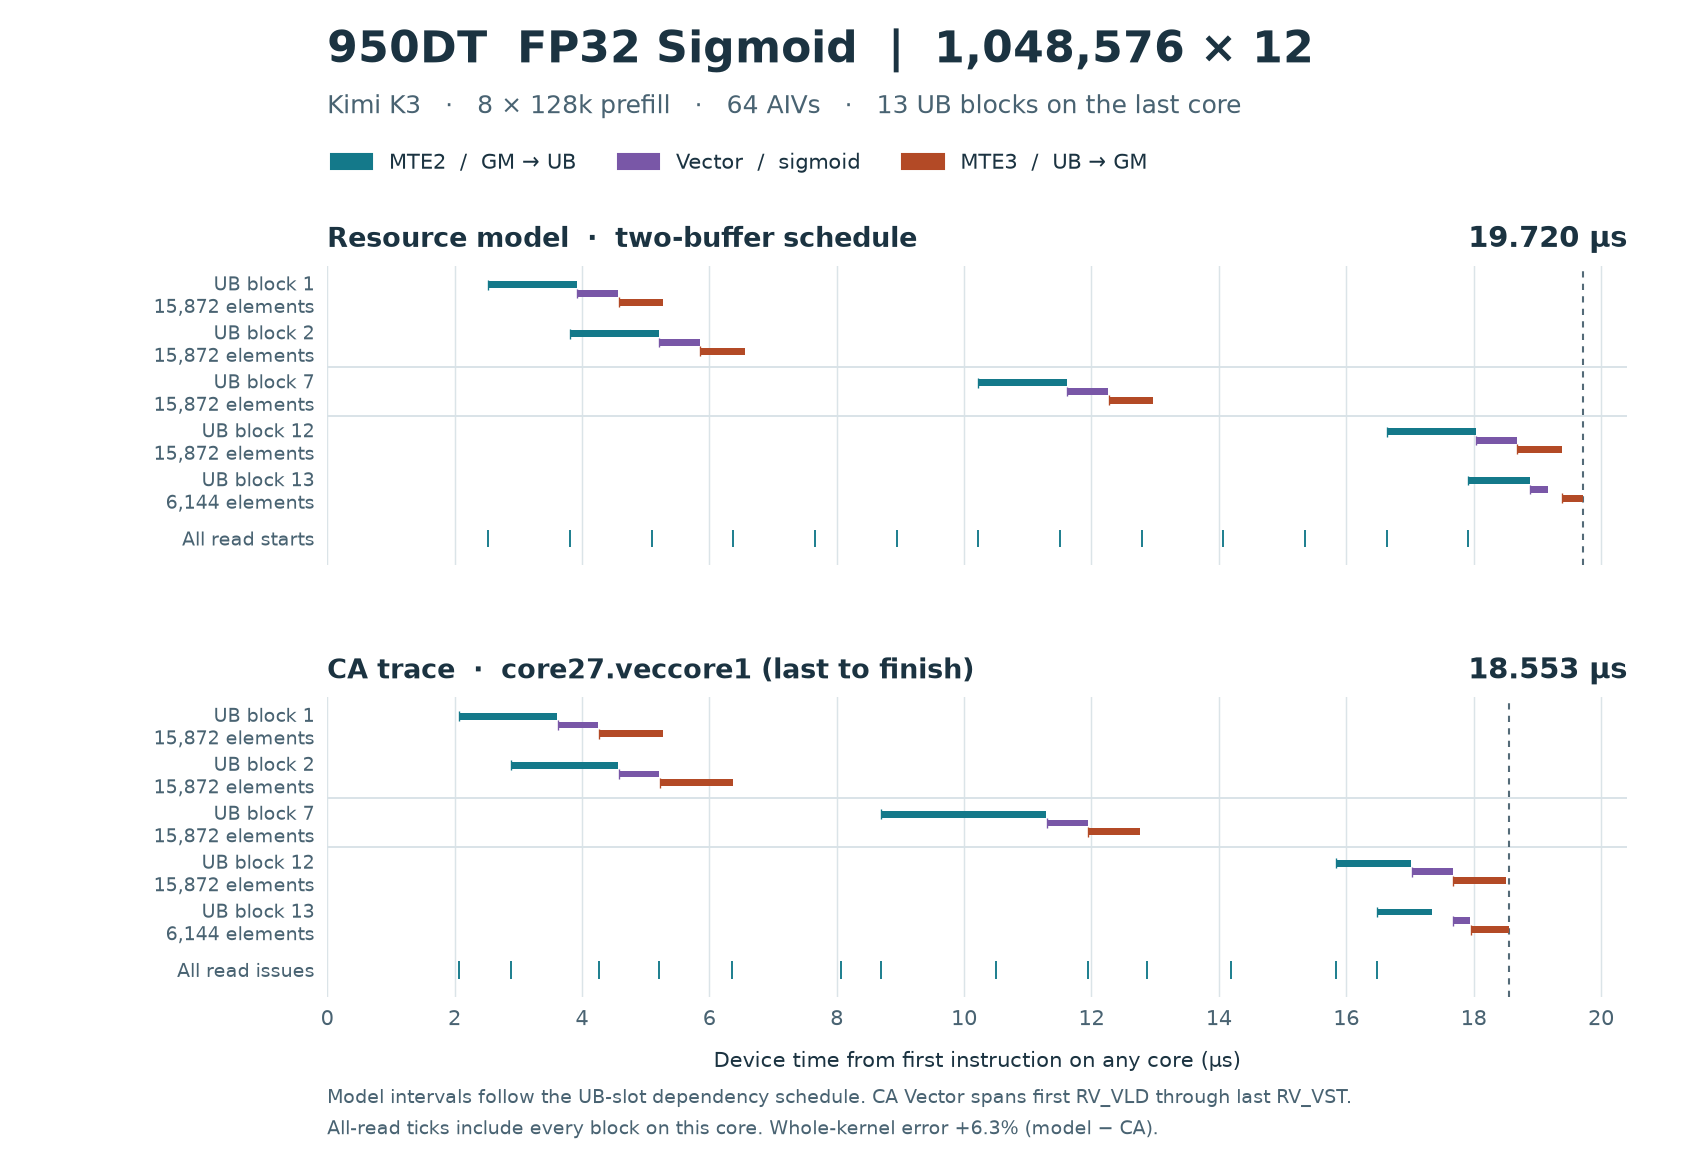 950DT FP32 Sigmoid | 1,048,576 × 12
Kimi K3 · 8 × 128k prefill · 64 AIVs · 13 UB blocks on the last core
MTE2 / GM → UB Vector / sigmoid MTE3 / UB → GM
Resource model · two-buffer schedule 19.720 µs
UB block 1
15,872 elements
UB block 2
15,872 elements
UB block 7
15,872 elements
UB block 12
15,872 elements
UB block 13
6,144 elements
All read starts
CA trace · core27.veccore1 (last to finish) 18.553 µs
UB block 1
15,872 elements
UB block 2
15,872 elements
UB block 7
15,872 elements
UB block 12
15,872 elements
UB block 13
6,144 elements
All read issues
0 2 4 6 8 10 12 14 16 18 20
Device time from first instruction on any core (µs)
Model intervals follow the UB-slot dependency schedule. CA Vector spans first RV_VLD through last RV_VST.
All-read ticks include every block on this core. Whole-kernel error +6.3% (model − CA).